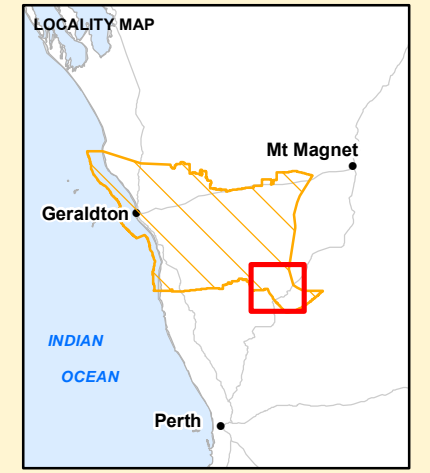 LOCALITY MAP
Mt Magnet
Geraldton
INDIAN
OCEAN
Perth